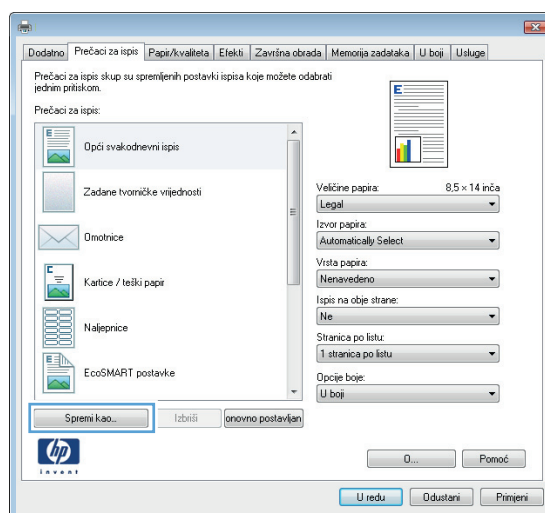 Dodatno Prečaci za ispis Papir/kvaliteta Efekti Završna obrada Memorija zadataka U boji Usluge
Prečaci za ispis skup su spremljenih postavki ispisa koje možete odabrati
jednim pritiskom.
Prečaci za ispis:
E
Opći svakodnevni ispis
Zadane tvorničke vrijednosti
Omotnice
E
Kartice / teški papir
Naljepnice
E
EcoSMART postavke
Spremi kao...
Izbriši
onovno postavljan
E
Veličine papira: 8,5 × 14 inča
Legal
Izvor papira:
Automatically Select
Vrsta papira:
Nenavedeno
Ispis na obje strane:
Ne
Stranica po listu:
1 stranica po listu
Opcije boje:
U boji
hp
invent
O...
Pomoć
U redu
Odustani
Primijeni